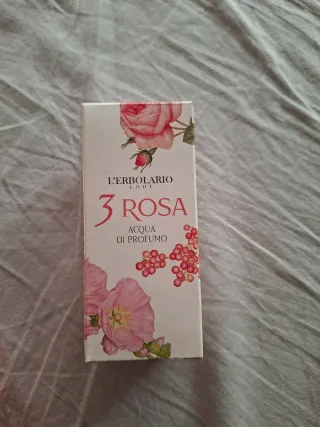 L'ERBOLARIO
LODI
3 ROSA
ACQUA
DI PROFUMO